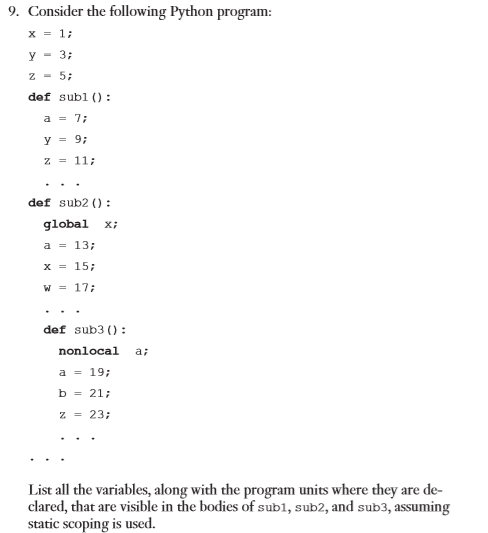 9. Consider the following Python program:
x = 1;
y = 3;
z = 5;
def sub1():
a = 7;
y = 9;
z = 11;
. . .
def sub2():
global x;
a = 13;
x = 15;
w = 17;
. . .
def sub3():
nonlocal a;
a = 19;
b = 21;
z = 23;
. . .
. . .
List all the variables, along with the program units where they are de-
clared, that are visible in the bodies of sub1, sub2, and sub3, assuming
static scoping is used.